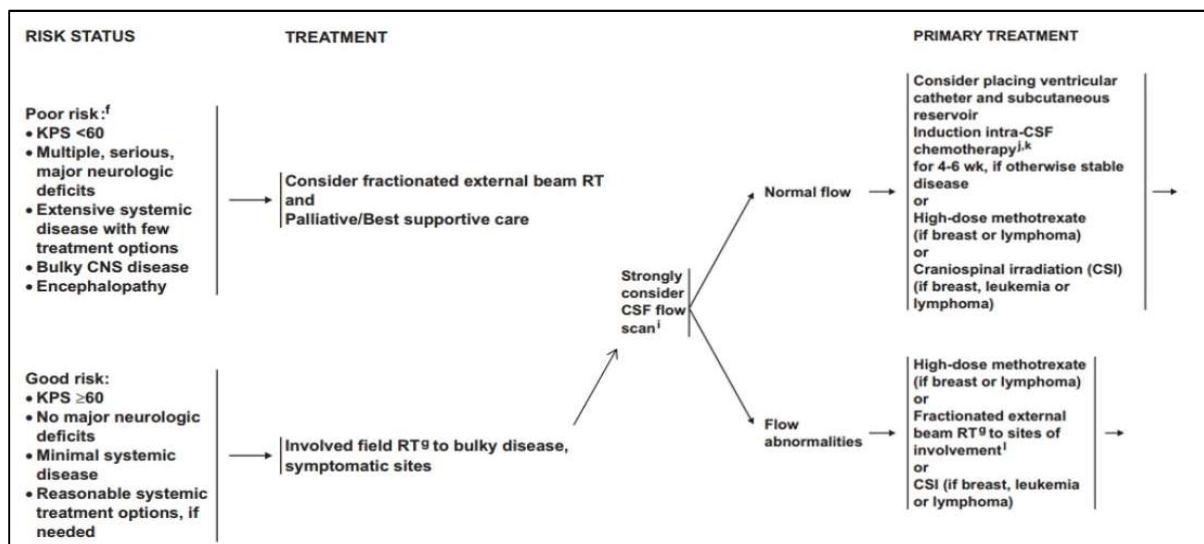 RISK STATUS
TREATMENT
PRIMARY TREATMENT
Poor risk:f
• KPS <60
• Multiple, serious,
major neurologic
deficits
• Extensive systemic
disease with few
treatment options
• Bulky CNS disease
• Encephalopathy
Consider fractionated external beam RT
and
Palliative/Best supportive care
Good risk:
• KPS ≥60
• No major neurologic
deficits
• Minimal systemic
disease
• Reasonable systemic
treatment options, if
needed
Involved field RTg to bulky disease,
symptomatic sites
Strongly
consider
CSF flow
scani
Normal flow
Consider placing ventricular
catheter and subcutaneous
reservoir
Induction intra-CSF
chemotherapyj,k
for 4-6 wk, if otherwise stable
disease
or
High-dose methotrexate
(if breast or lymphoma)
or
Craniospinal irradiation (CSI)
(if breast, leukemia or
lymphoma)
Flow
abnormalities
High-dose methotrexate
(if breast or lymphoma)
or
Fractionated external
beam RTg to sites of
involvementl
or
CSI (if breast, leukemia
or lymphoma)